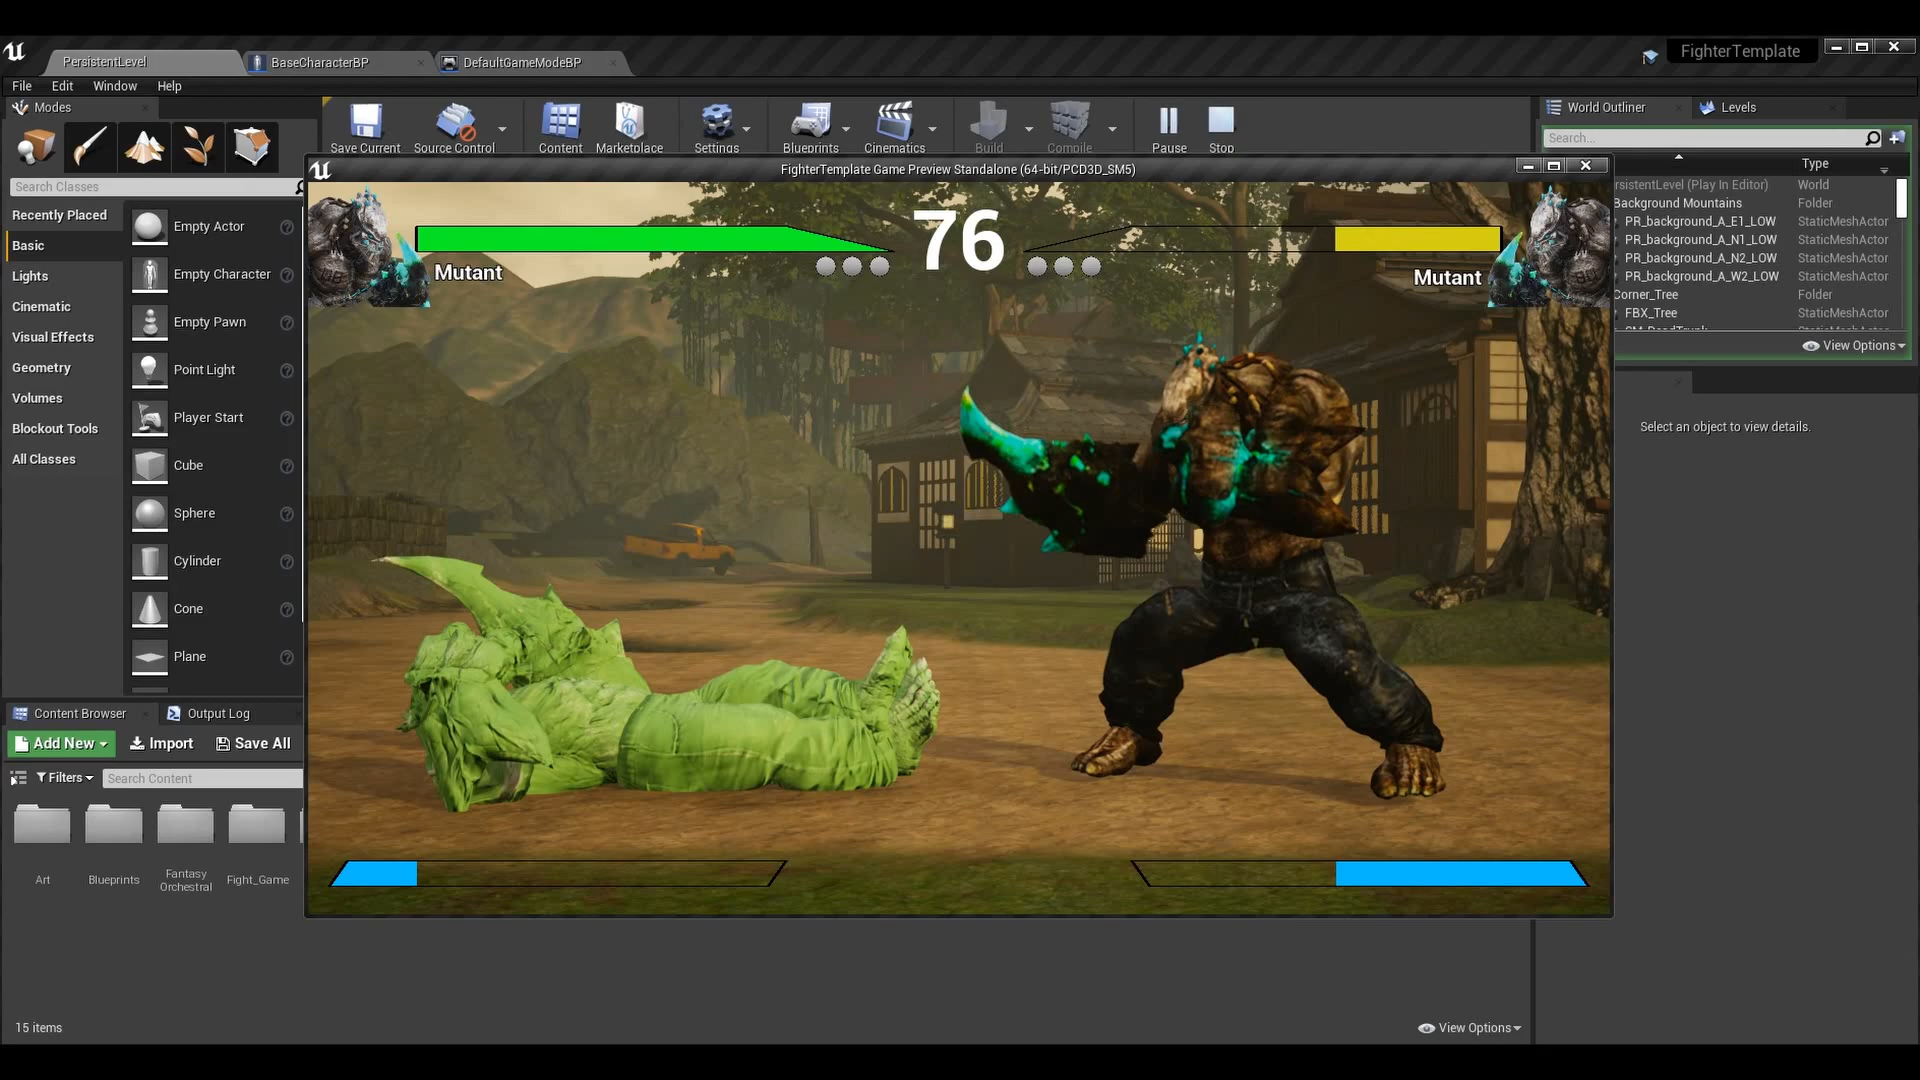 PersistentLevel
BaseCharacterBP
DefaultGameModeBP
FighterTemplate
File Edit Window Help
Modes
Save Current
Source Control
Content
Marketplace
Settings
Blueprints
Cinematics
Build
Compile
Pause
Stop
World Outliner
Levels
Search...
Search Classes
FighterTemplate Game Preview Standalone (64-bit/PCD3D_SM5)
Type
rsistentLevel (Play In Editor) World
Background Mountains Folder
PR_background_A_E1_LOW StaticMeshActor
PR_background_A_N1_LOW StaticMeshActor
PR_background_A_N2_LOW StaticMeshActor
PR_background_A_W2_LOW StaticMeshActor
Corner_Tree Folder
FBX_Tree StaticMeshActor
View Options
Select an object to view details.
Recently Placed
Basic
Lights
Cinematic
Visual Effects
Geometry
Volumes
Blockout Tools
All Classes
Empty Actor
Empty Character
Empty Pawn
Point Light
Player Start
Cube
Sphere
Cylinder
Cone
Plane
76
Mutant
Mutant
Content Browser
Output Log
Add New
Import
Save All
Filters
Search Content
Art
Blueprints
Fantasy
Orchestral
Fight_Game
15 items
View Options